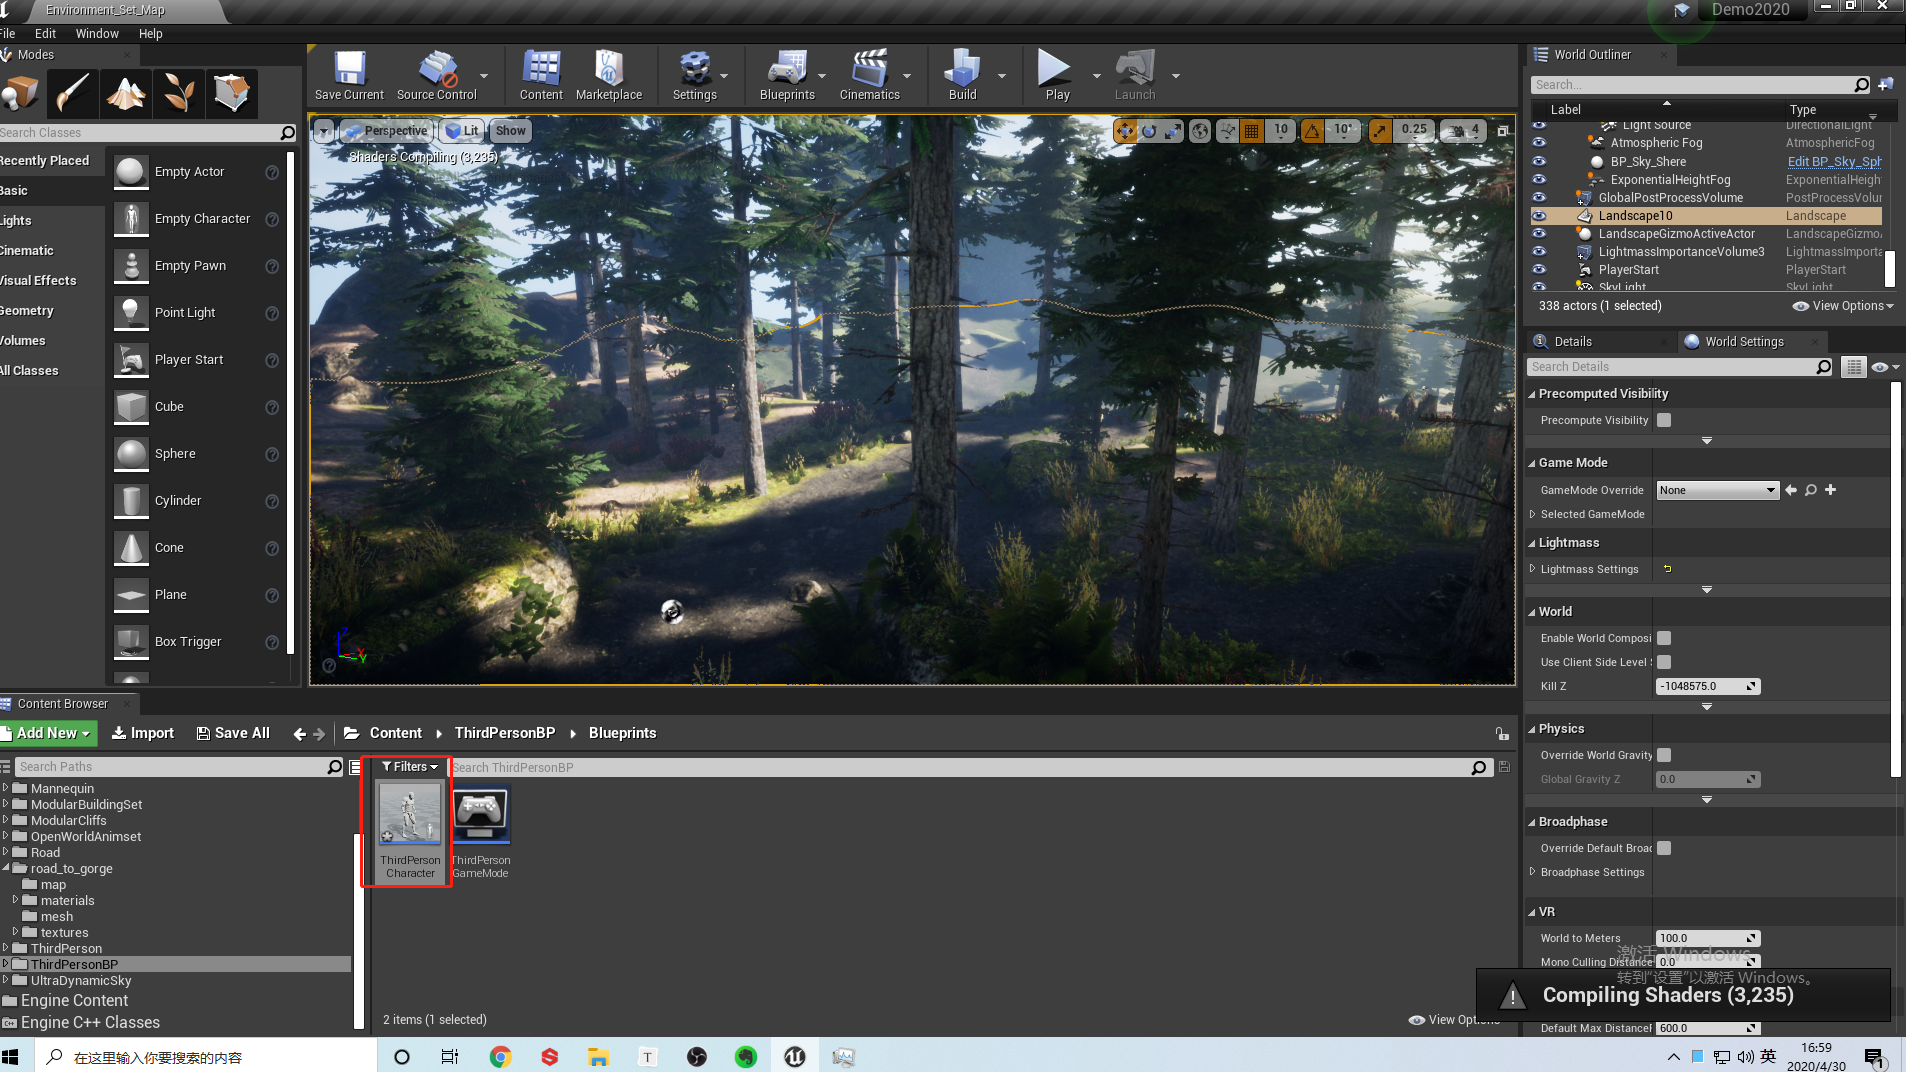 Environment_Set_Map
Demo2020
File Edit Window Help
Modes
Search Classes
Recently Placed
Basic
Lights
Cinematic
Visual Effects
Geometry
Volumes
All Classes
Empty Actor
Empty Character
Empty Pawn
Point Light
Player Start
Cube
Sphere
Cylinder
Cone
Plane
Box Trigger
Save Current
Source Control
Content
Marketplace
Settings
Blueprints
Cinematics
Build
Play
Launch
Perspective
Lit
Show
10
10°
0.25
4
Shaders Compiling (3,235)
World Outliner
Search...
Label Type
Light Source DirectionalLight
Atmospheric Fog AtmosphericFog
BP_Sky_Shere Edit BP_Sky_Sph
ExponentialHeightFog ExponentialHeigh
GlobalPostProcessVolume PostProcessVolur
Landscape10 Landscape
LandscapeGizmoActiveActor LandscapeGizmo
LightmassImportanceVolume3 LightmassImporta
PlayerStart PlayerStart
SkyLight SkyLight
338 actors (1 selected)
View Options
Details
World Settings
Search Details
Precomputed Visibility
Precompute Visibility
Game Mode
GameMode Override None
Selected GameMode
Lightmass
Lightmass Settings
World
Enable World Composi
Use Client Side Level S
Kill Z -1048575.0
Physics
Override World Gravity
Global Gravity Z 0.0
Broadphase
Override Default Broad
Broadphase Settings
VR
World to Meters 100.0
Mono Culling Distance 0.0
激活 Windows
转到"设置"以激活 Windows。
Compiling Shaders (3,235)
Default Max DistanceF 600.0
Content Browser
Add New
Import
Save All
Content
ThirdPersonBP
Blueprints
Search Paths
Filters
Search ThirdPersonBP
Mannequin
ModularBuildingSet
ModularCliffs
OpenWorldAnimset
Road
road_to_gorge
map
materials
mesh
textures
ThirdPerson
ThirdPersonBP
UltraDynamicSky
Engine Content
Engine C++ Classes
ThirdPerson
Character
ThirdPerson
GameMode
2 items (1 selected)
View Options
在这里输入你要搜索的内容
英
16:59
2020/4/30
1